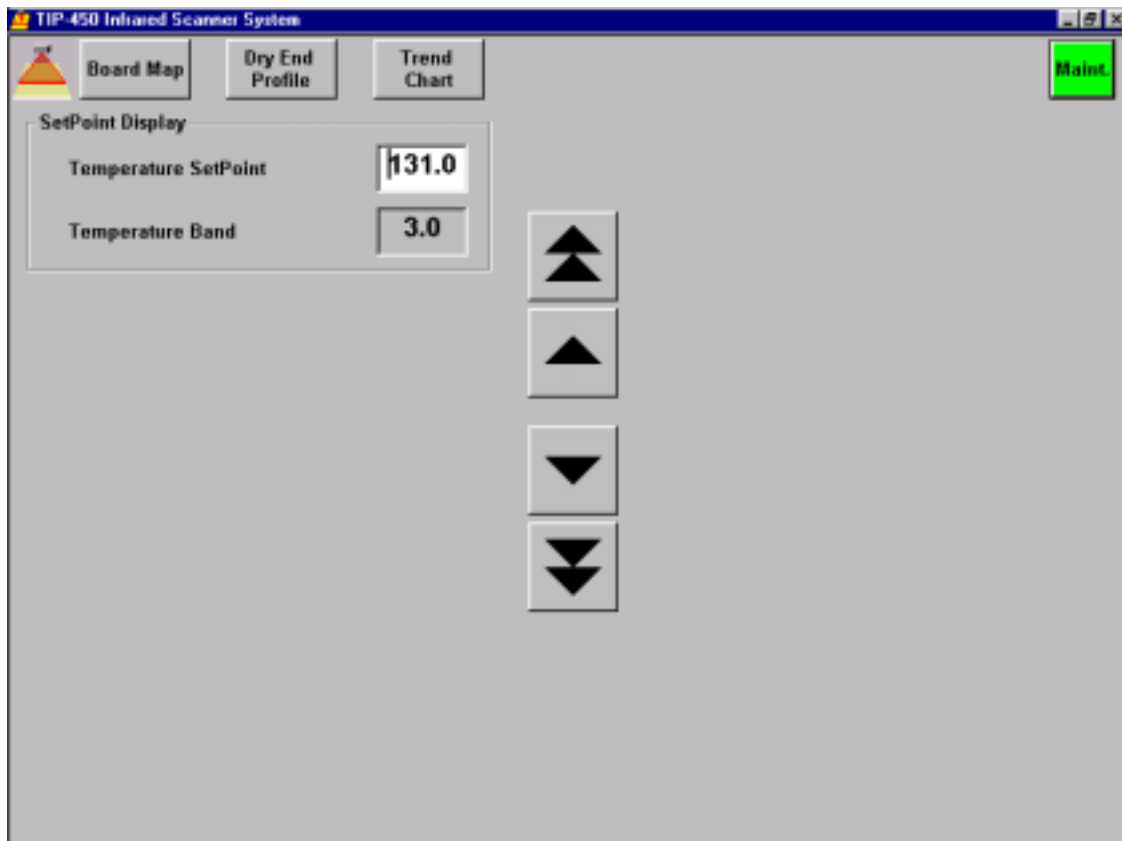 TIP-450 Infrared Scanner System
Board Map
Dry End
Profile
Trend
Chart
Maint.
SetPoint Display
Temperature SetPoint 131.0
Temperature Band 3.0